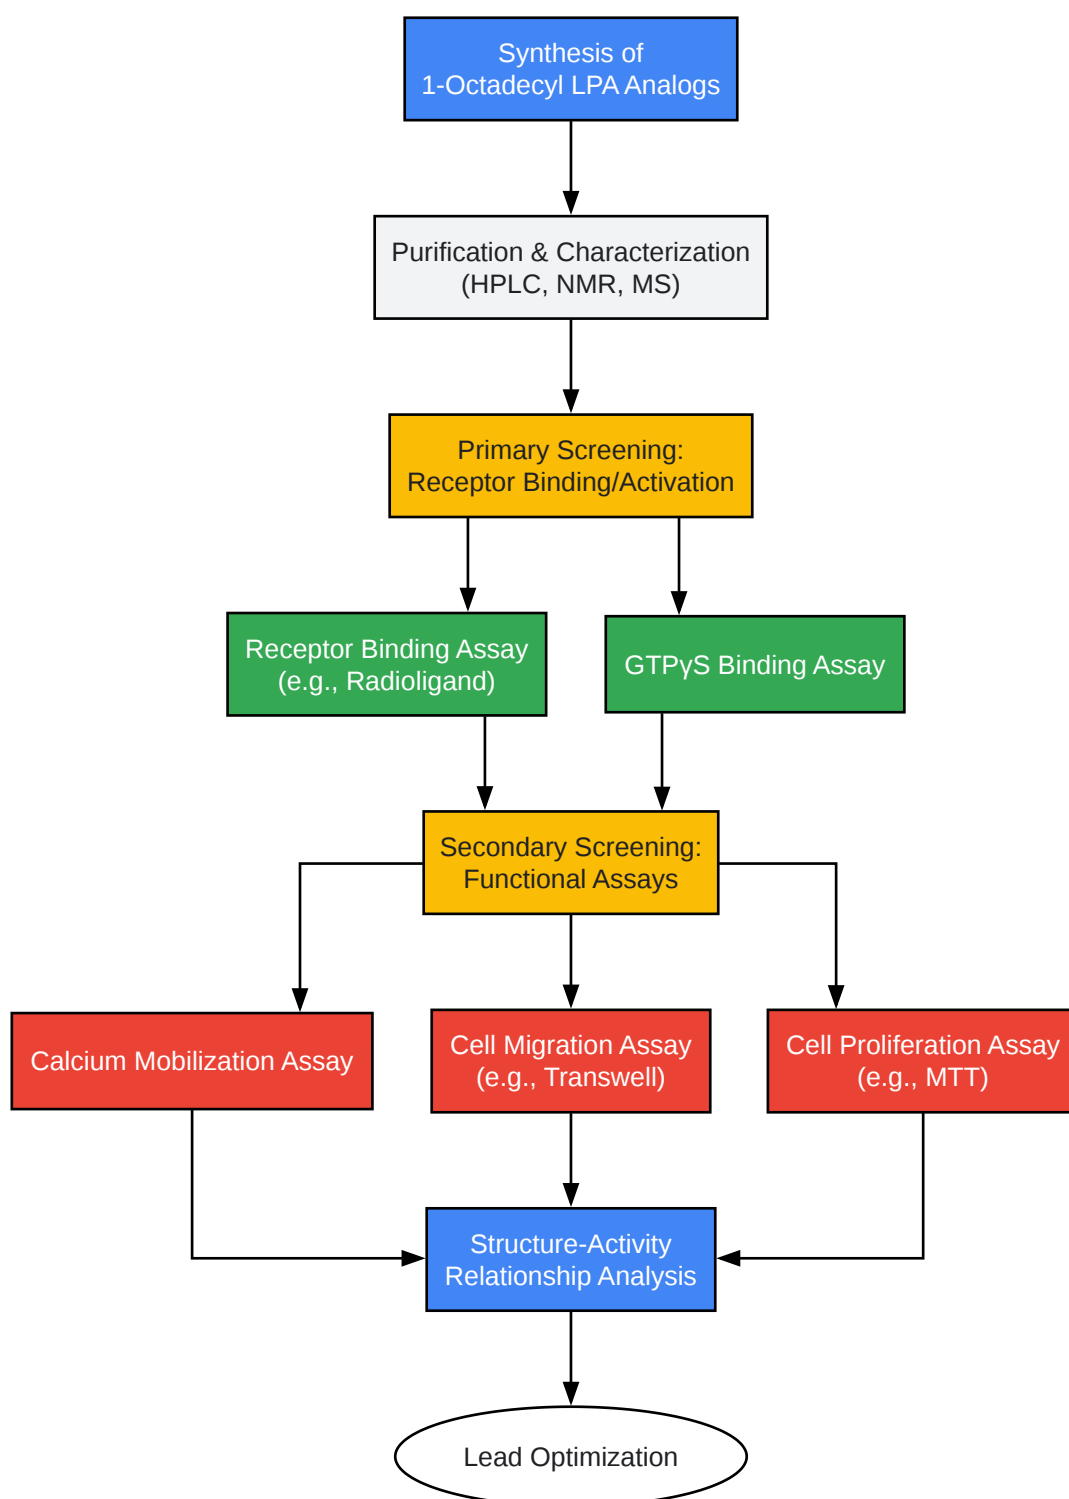 Synthesis of
1-Octadecyl LPA Analogs
Purification & Characterization
(HPLC, NMR, MS)
Primary Screening:
Receptor Binding/Activation
Receptor Binding Assay
(e.g., Radioligand)
GTPγS Binding Assay
Secondary Screening:
Functional Assays
Calcium Mobilization Assay
Cell Migration Assay
(e.g., Transwell)
Cell Proliferation Assay
(e.g., MTT)
Structure-Activity
Relationship Analysis
Lead Optimization